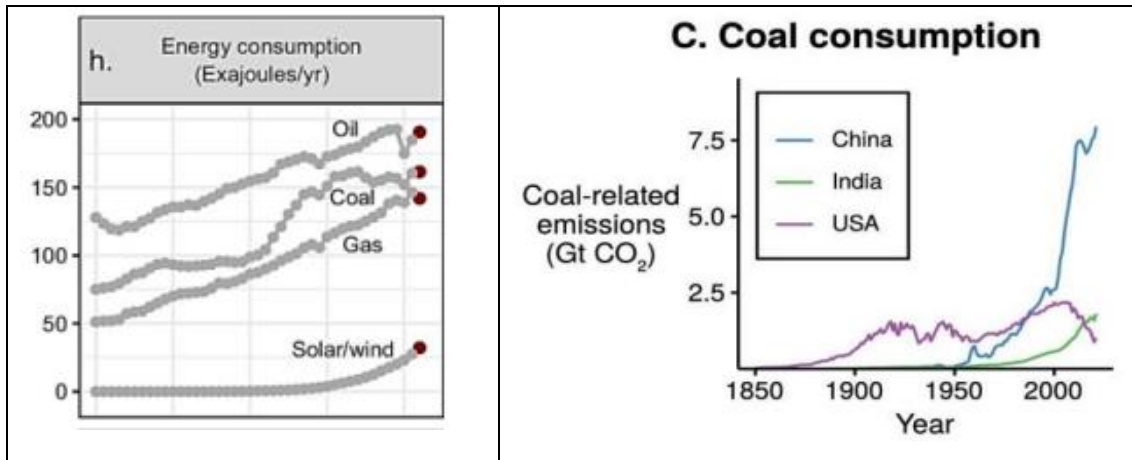 h.
Energy consumption
(Exajoules/yr)
200
150
100
50
0
Oil
Coal
Gas
Solar/wind
C. Coal consumption
Coal-related
emissions
(Gt CO₂)
7.5
5.0
2.5
China
India
USA
1850 1900 1950 2000
Year